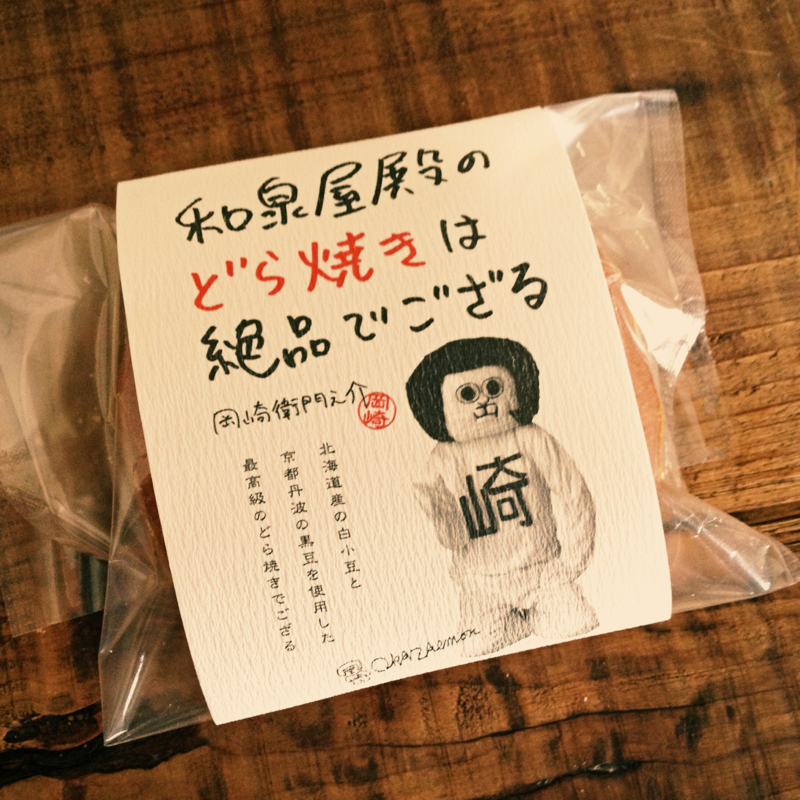 和泉屋殿の
どら焼きは
絶品でござる
岡崎衛門之介
岡崎
北海道産の白小豆と
京都丹波の黒豆を使用した
最高級のどら焼きでござる
崎
Okazaemon